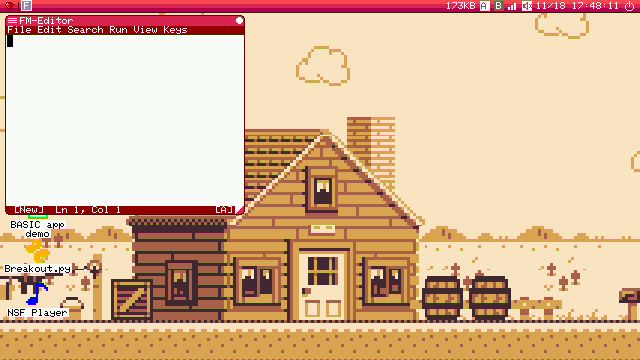 F 173KB A B 11/18 17:48:11
FM-Editor
File Edit Search Run View Keys
[New] Ln 1, Col 1 [A]
BASIC app
demo
Breakout.py
NSF Player